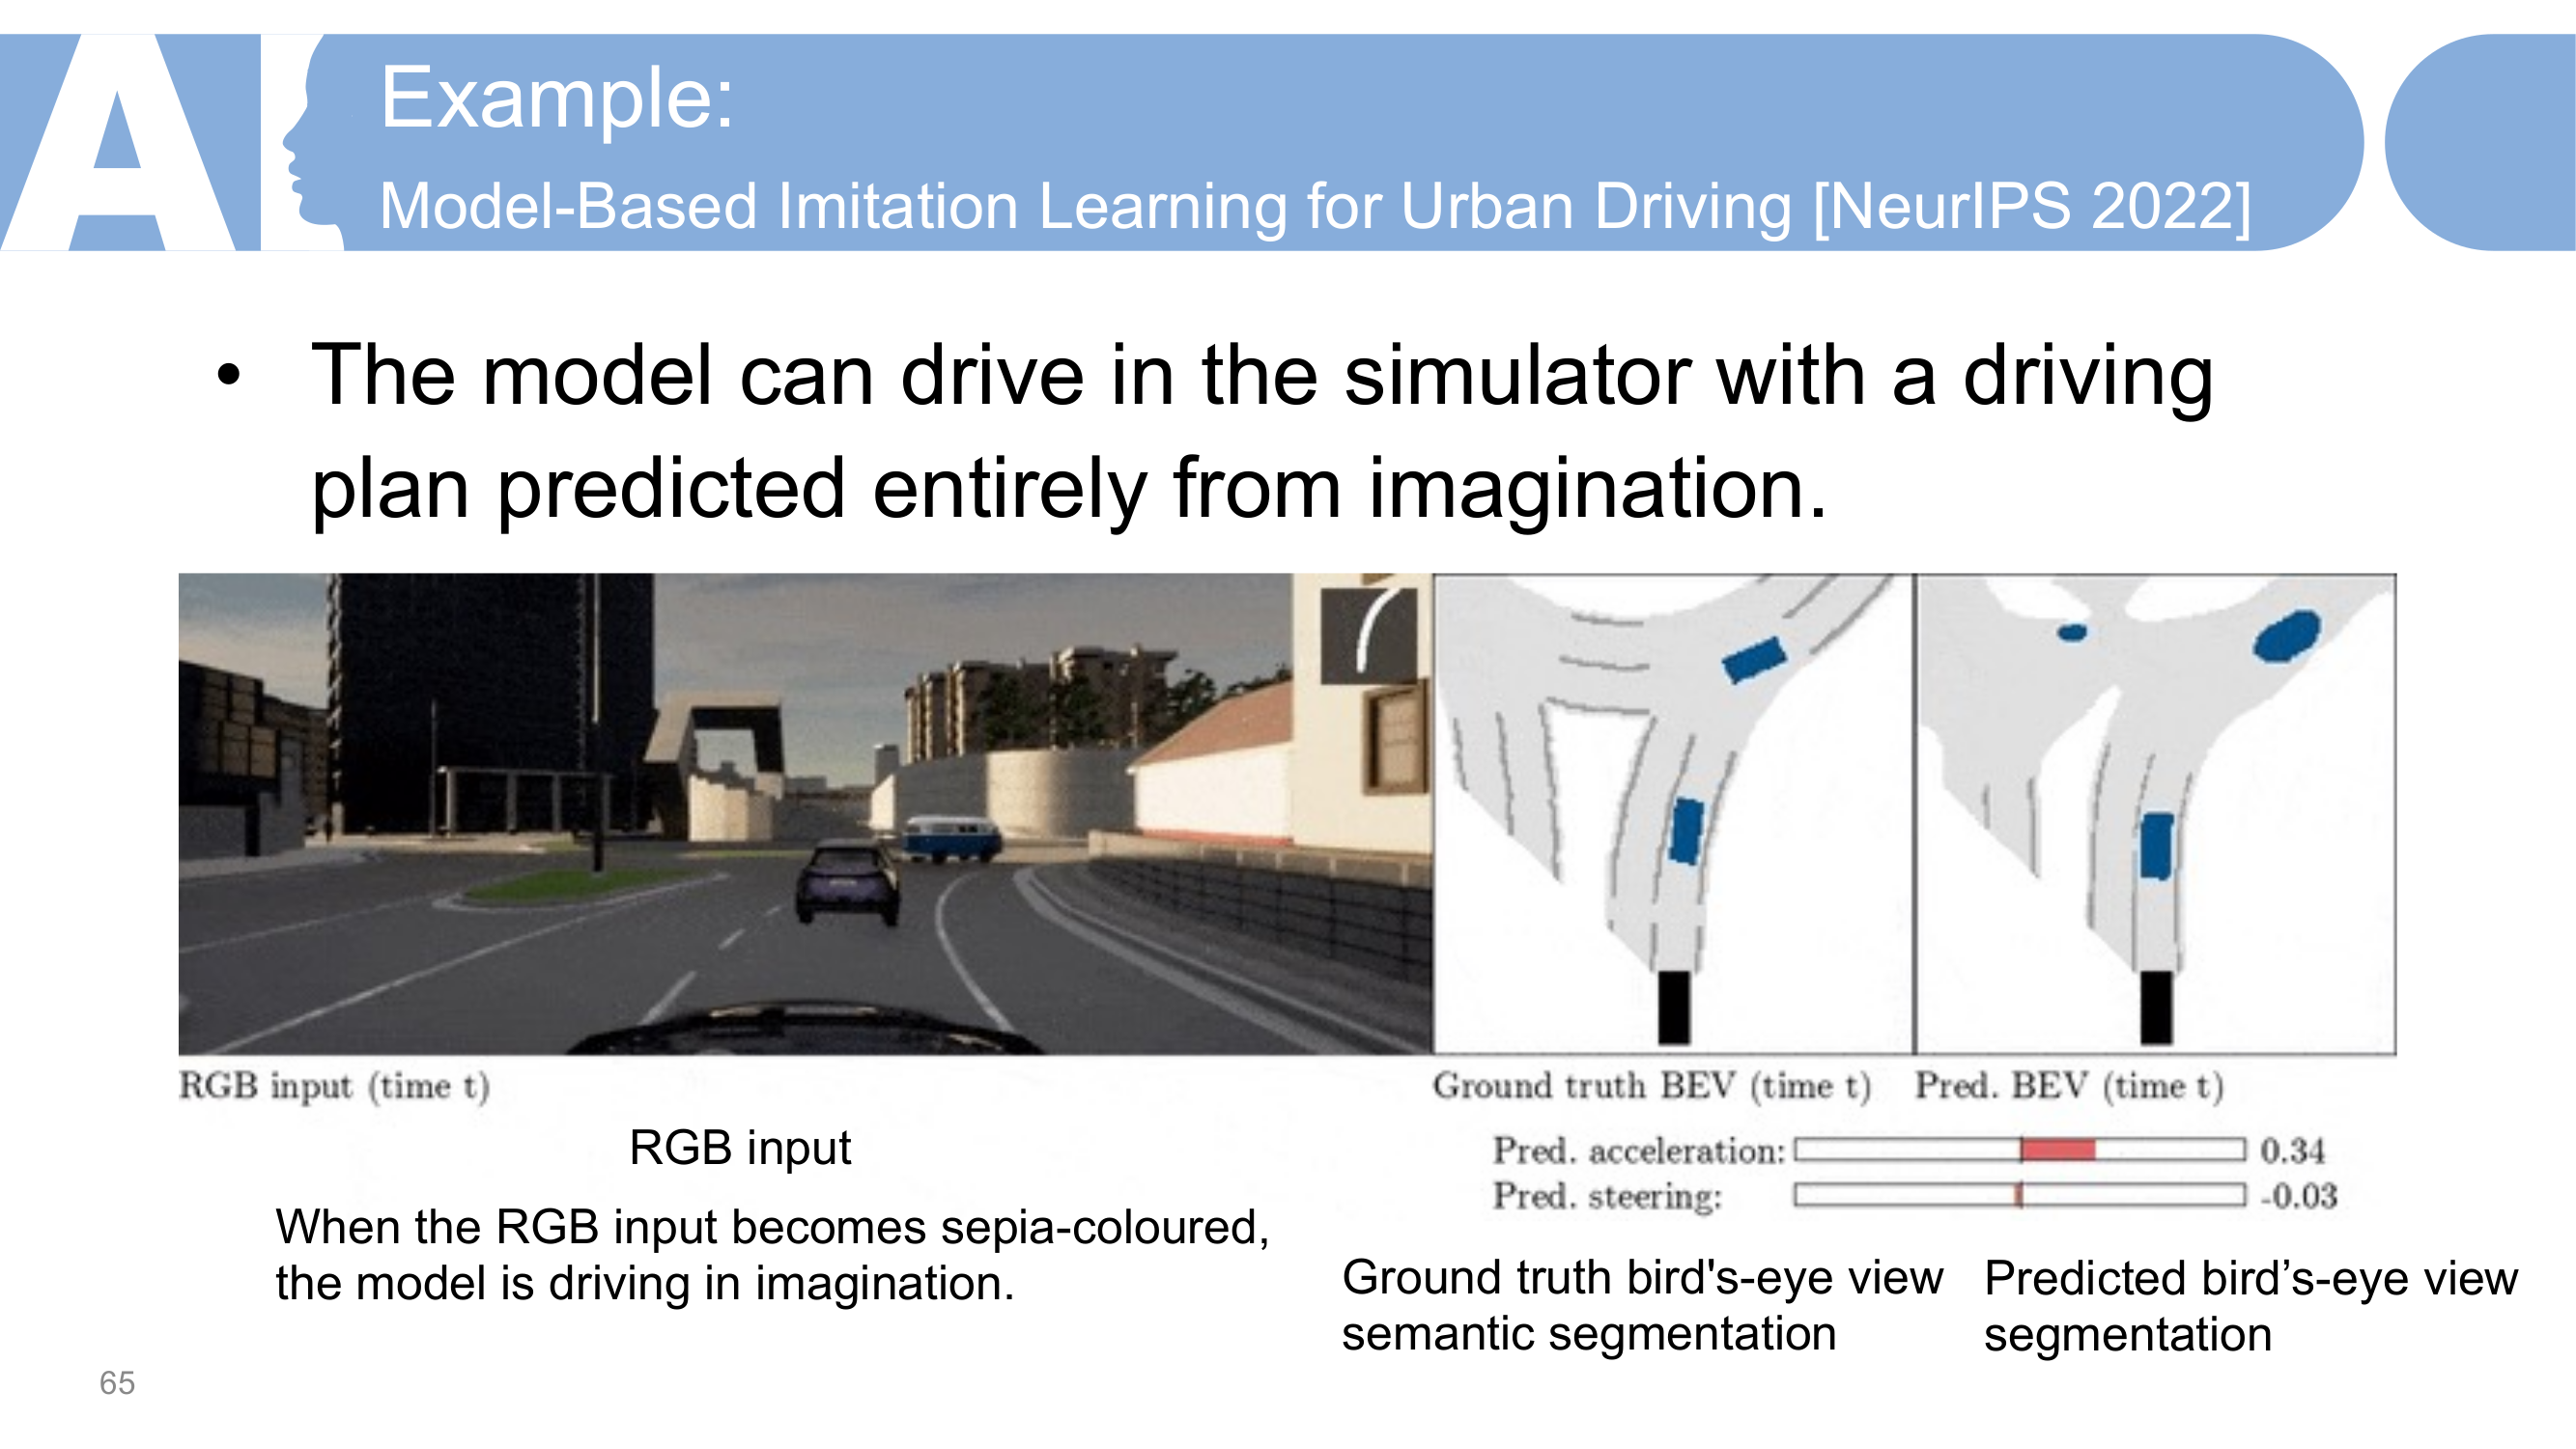 AI
Example:
Model-Based Imitation Learning for Urban Driving [NeurIPS 2022]
• The model can drive in the simulator with a driving
plan predicted entirely from imagination.
RGB input (time t)
Ground truth BEV (time t)
Pred. BEV (time t)
RGB input
Pred. acceleration: 0.34
Pred. steering: -0.03
When the RGB input becomes sepia-coloured,
the model is driving in imagination.
Ground truth bird's-eye view
semantic segmentation
Predicted bird’s-eye view
segmentation
65